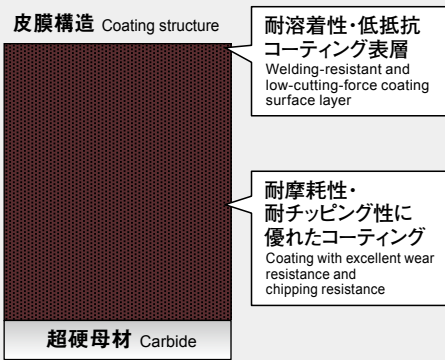 皮膜構造 Coating structure
耐溶着性・低抵抗
コーティング表層
Welding-resistant and
low-cutting-force coating
surface layer
耐摩耗性・
耐チッピング性に
優れたコーティング
Coating with excellent wear
resistance and
chipping resistance
超硬母材 Carbide